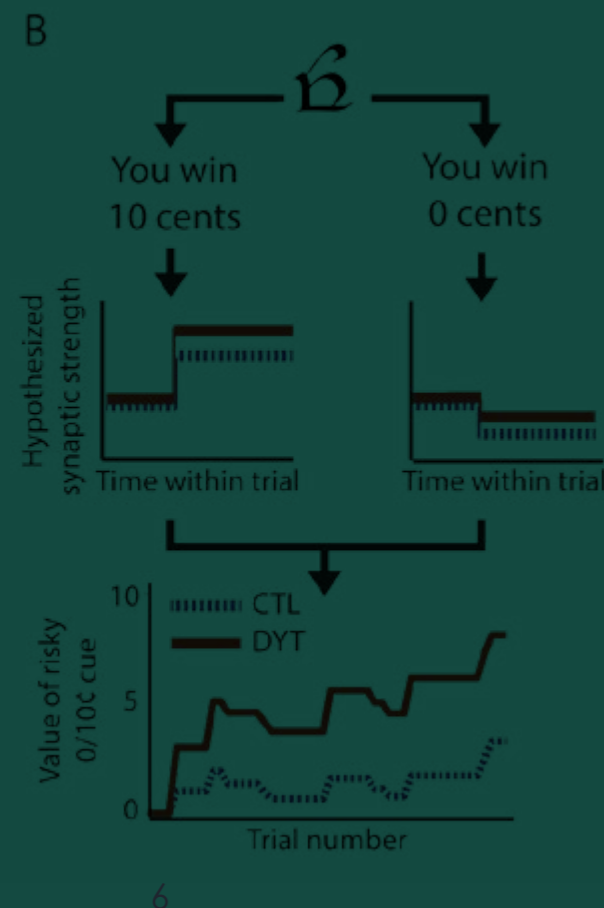 B
You win
10 cents
You win
0 cents
Hypothesized
synaptic strength
Time within trial
Time within trial
10
5
0
CTL
DYT
Value of risky
0/10¢ cue
Trial number
6